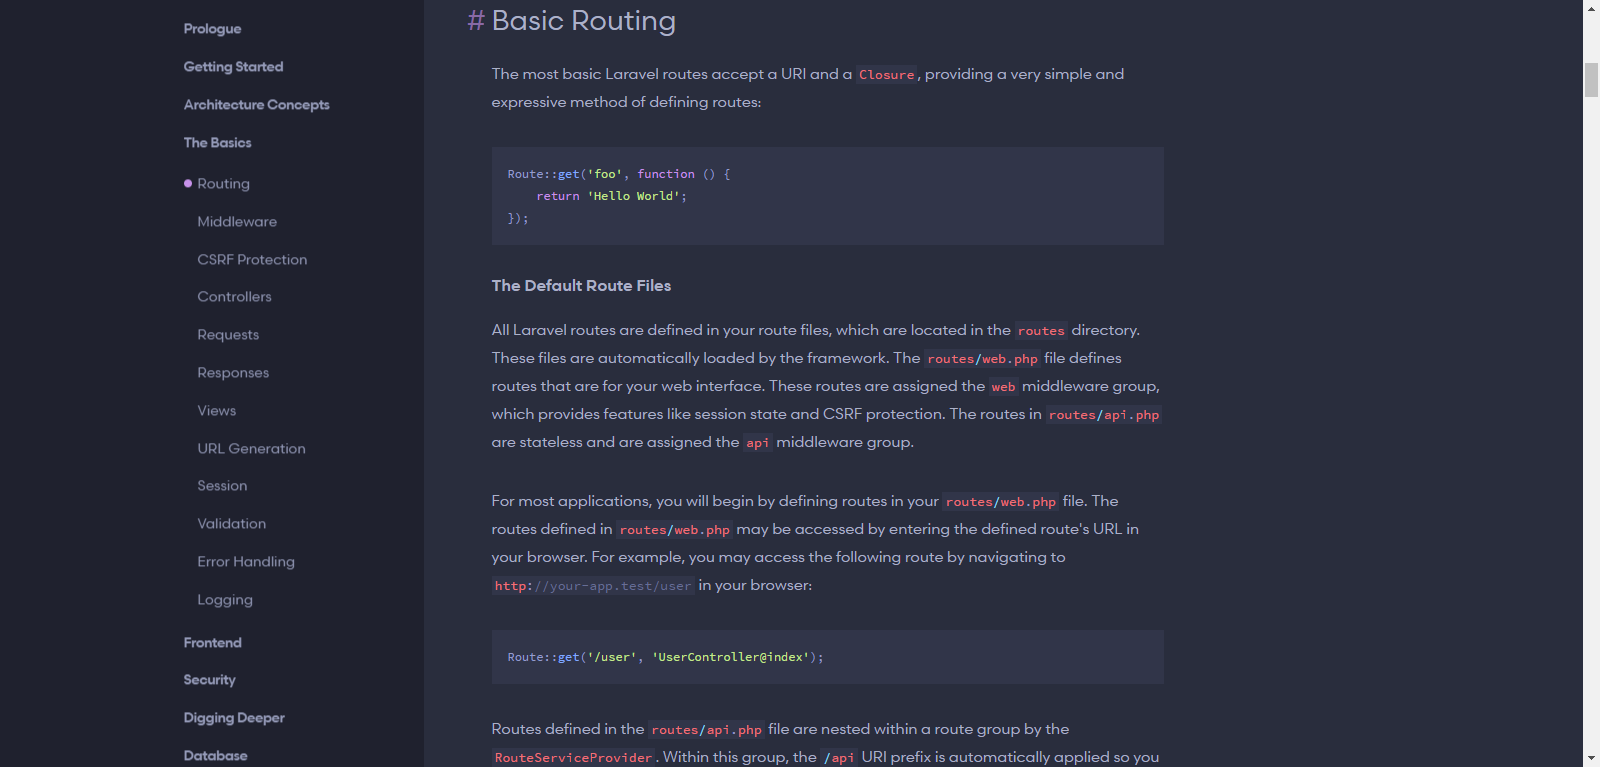 Prologue
Getting Started
Architecture Concepts
The Basics
Routing
Middleware
CSRF Protection
Controllers
Requests
Responses
Views
URL Generation
Session
Validation
Error Handling
Logging
Frontend
Security
Digging Deeper
Database
# Basic Routing
The most basic Laravel routes accept a URI and a Closure, providing a very simple and
expressive method of defining routes:
Route::get('foo', function () {
    return 'Hello World';
});
The Default Route Files
All Laravel routes are defined in your route files, which are located in the routes directory.
These files are automatically loaded by the framework. The routes/web.php file defines
routes that are for your web interface. These routes are assigned the web middleware group,
which provides features like session state and CSRF protection. The routes in routes/api.php
are stateless and are assigned the api middleware group.
For most applications, you will begin by defining routes in your routes/web.php file. The
routes defined in routes/web.php may be accessed by entering the defined route's URL in
your browser. For example, you may access the following route by navigating to
http://your-app.test/user in your browser:
Route::get('/user', 'UserController@index');
Routes defined in the routes/api.php file are nested within a route group by the
RouteServiceProvider. Within this group, the /api URI prefix is automatically applied so you